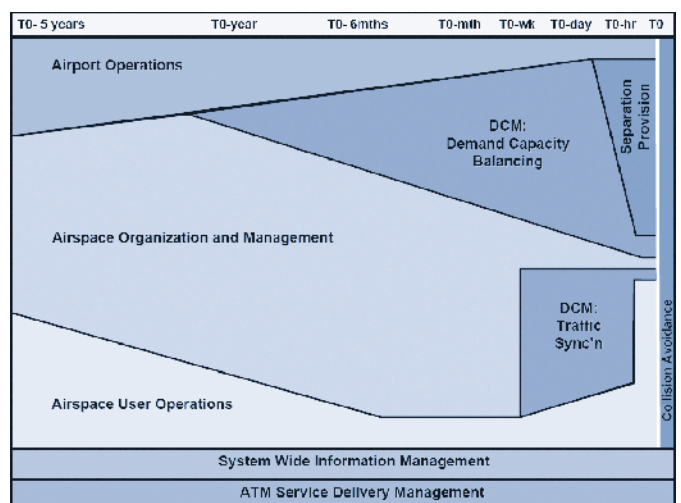 T0- 5 years T0-year T0- 6mths T0-mth T0-wk T0-day T0-hr T0
Airport Operations
DCM:
Demand Capacity
Balancing
Separation
Provision
Airspace Organization and Management
DCM:
Traffic
Sync'n
Collision Avoidance
Airspace User Operations
System Wide Information Management
ATM Service Delivery Management